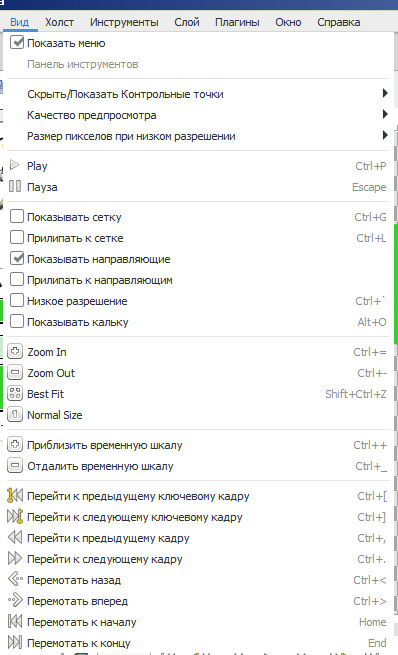 Вид Холст Инструменты Слой Плагины Окно Справка
Показать меню
Панель инструментов
Скрыть/Показать Контрольные точки
Качество предпросмотра
Размер пикселов при низком разрешении
Play Ctrl+P
Пауза Escape
Показывать сетку Ctrl+G
Прилипать к сетке Ctrl+L
Показывать направляющие
Прилипать к направляющим
Низкое разрешение Ctrl+`
Показывать кальку Alt+O
Zoom In Ctrl+=
Zoom Out Ctrl+-
Best Fit Shift+Ctrl+Z
Normal Size
Приблизить временную шкалу Ctrl++
Отдалить временную шкалу Ctrl+_
Перейти к предыдущему ключевому кадру Ctrl+[
Перейти к следующему ключевому кадру Ctrl+]
Перейти к предыдущему кадру Ctrl+,
Перейти к следующему кадру Ctrl+.
Перемотать назад Ctrl+<
Перемотать вперед Ctrl+>
Перемотать к началу Home
Перемотать к концу End